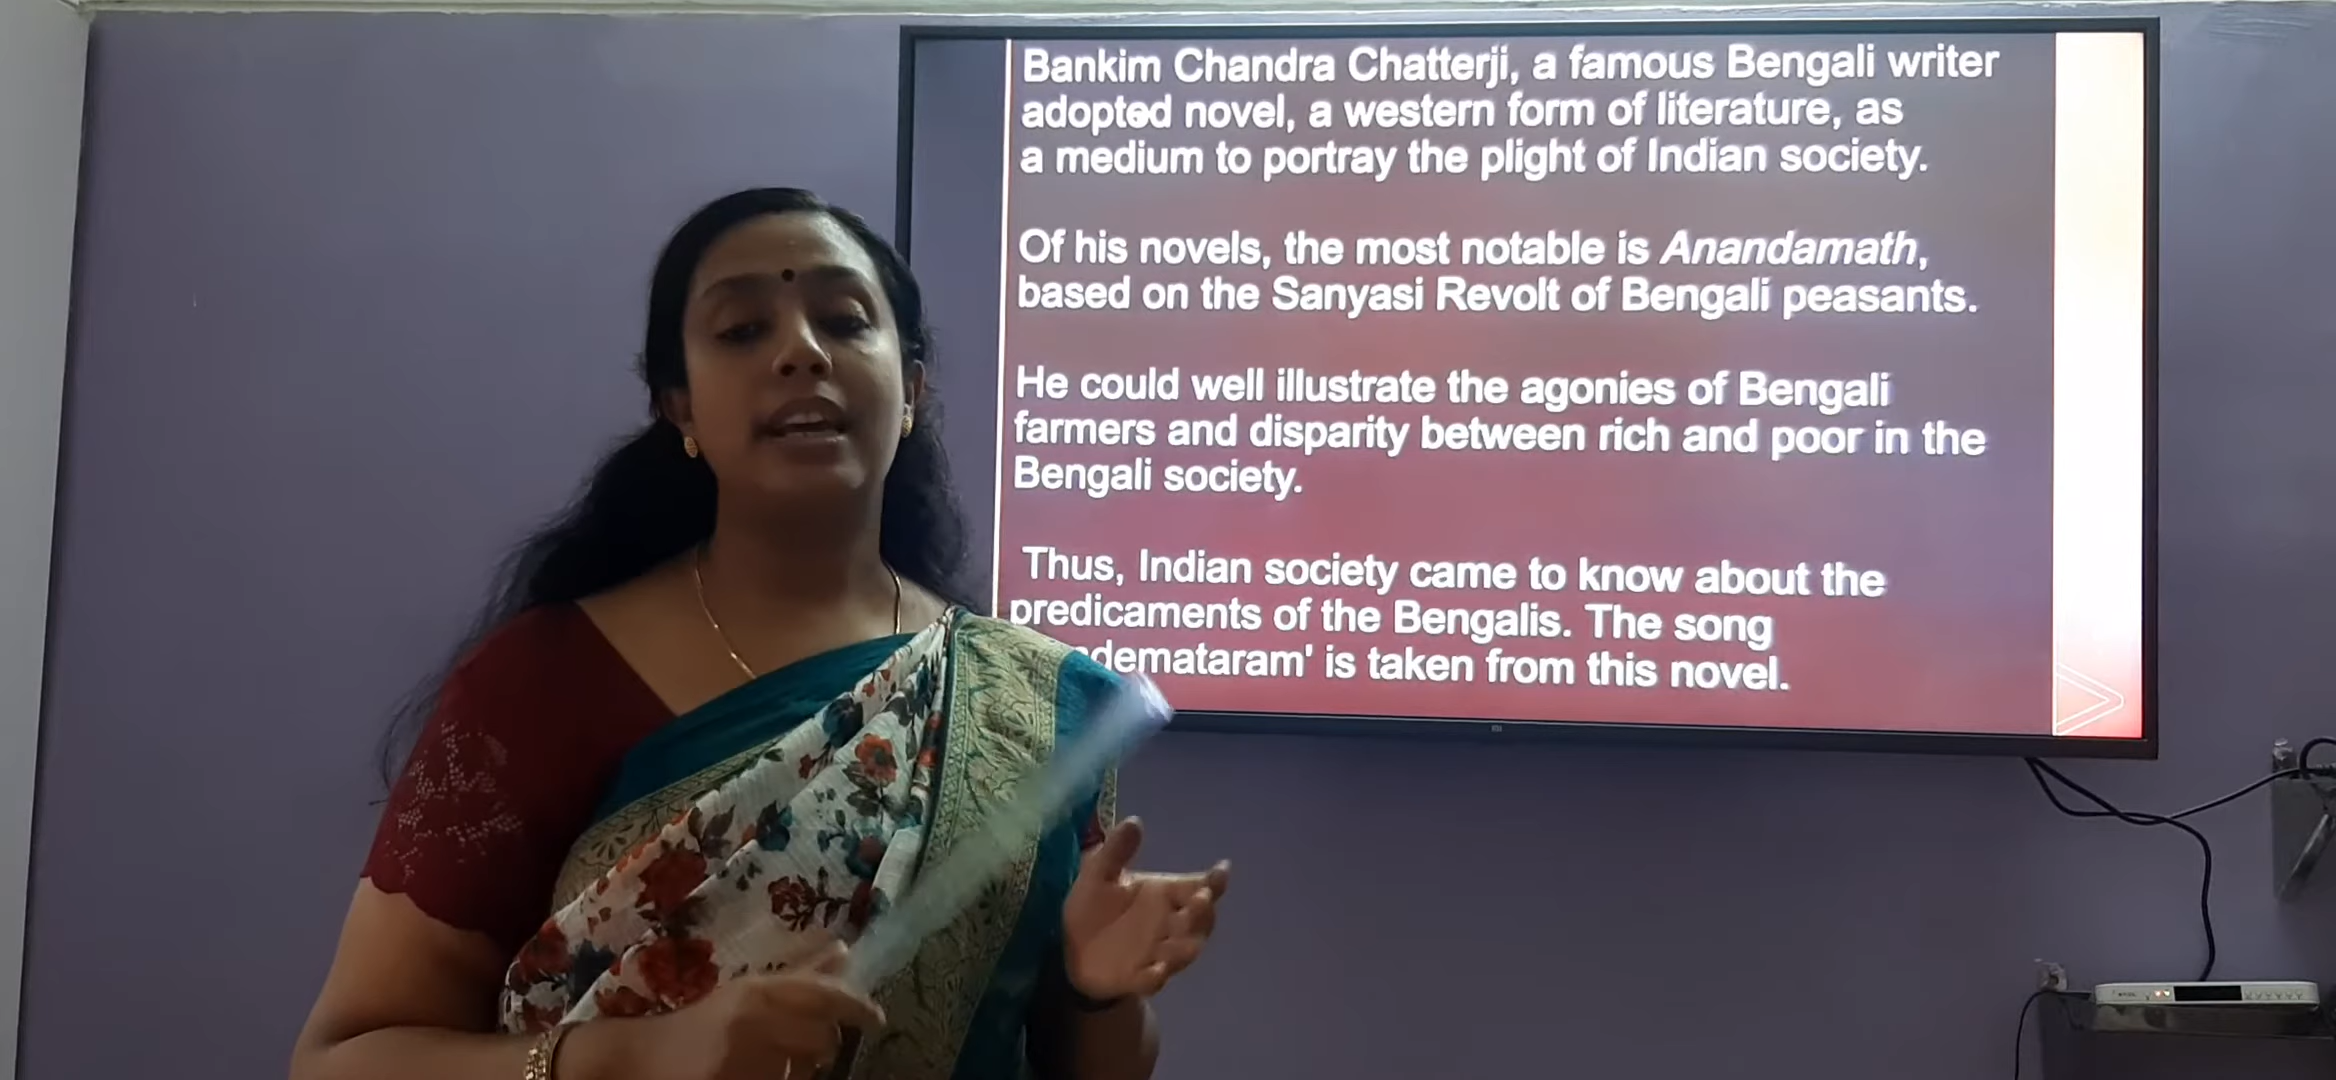 Bankim Chandra Chatterji, a famous Bengali writer
adopted novel, a western form of literature, as
a medium to portray the plight of Indian society.
Of his novels, the most notable is Anandamath,
based on the Sanyasi Revolt of Bengali peasants.
He could well illustrate the agonies of Bengali
farmers and disparity between rich and poor in the
Bengali society.
Thus, Indian society came to know about the
predicaments of the Bengalis. The song
demataram' is taken from this novel.